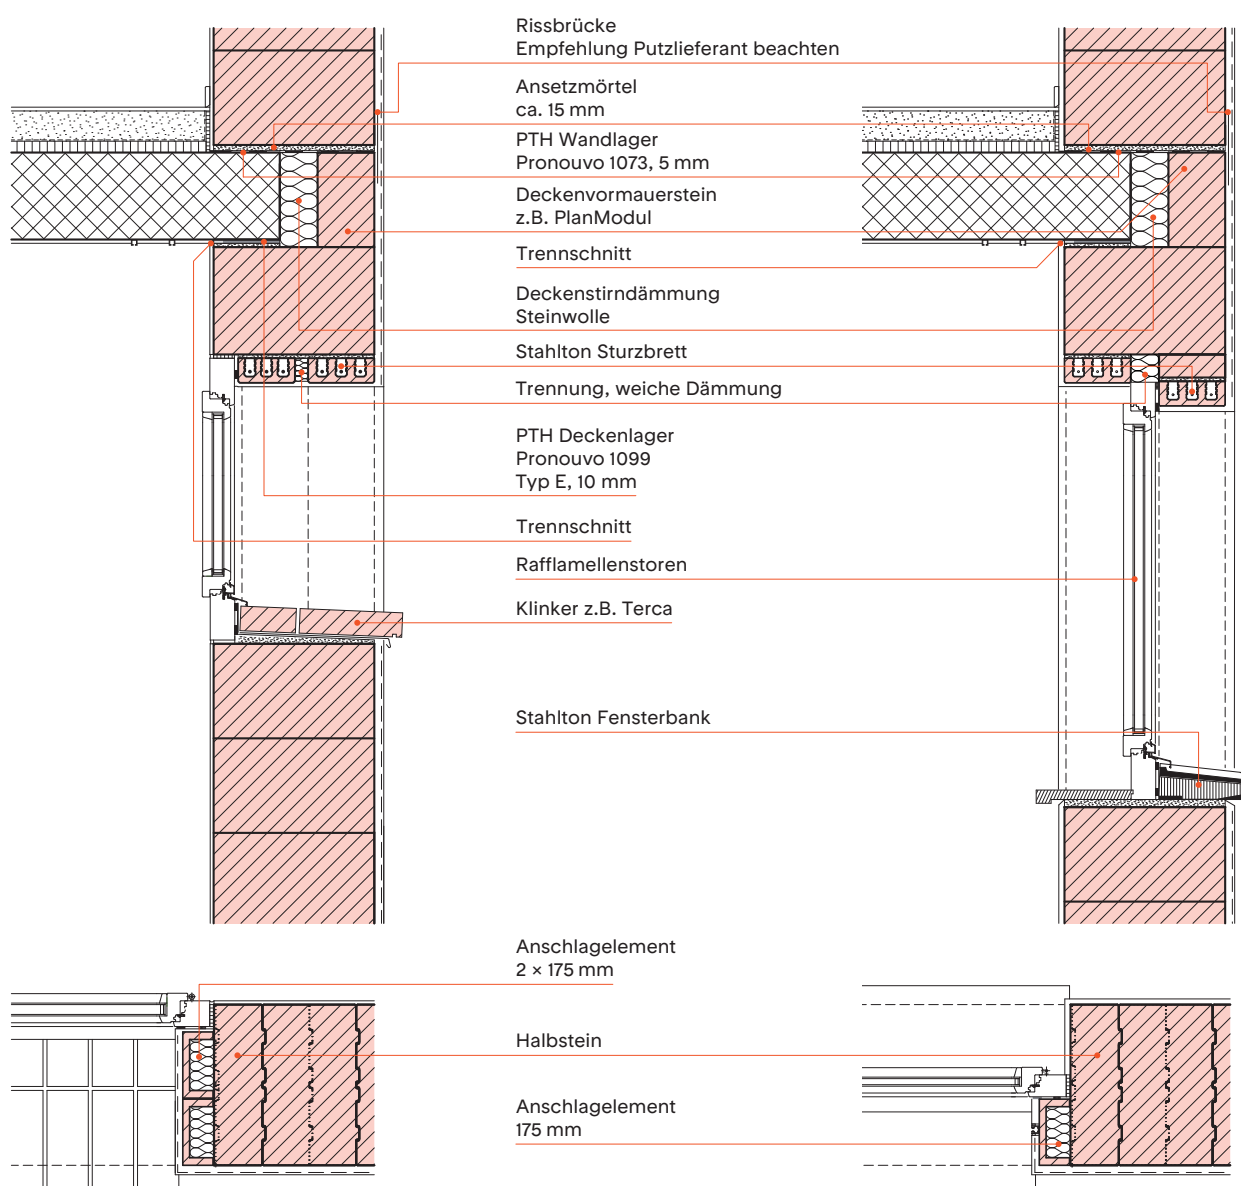 Rissbrücke
Empfehlung Putzlieferant beachten
Ansetzmörtel
ca. 15 mm
PTH Wandlager
Pronouvo 1073, 5 mm
Deckenvormauerstein
z.B. PlanModul
Trennschnitt
Deckenstirndämmung
Steinwolle
Stahlton Sturzbrett
Trennung, weiche Dämmung
PTH Deckenlager
Pronouvo 1099
Typ E, 10 mm
Trennschnitt
Rafflamellenstoren
Klinker z.B. Terca
Stahlton Fensterbank
Anschlagelement
2 × 175 mm
Halbstein
Anschlagelement
175 mm